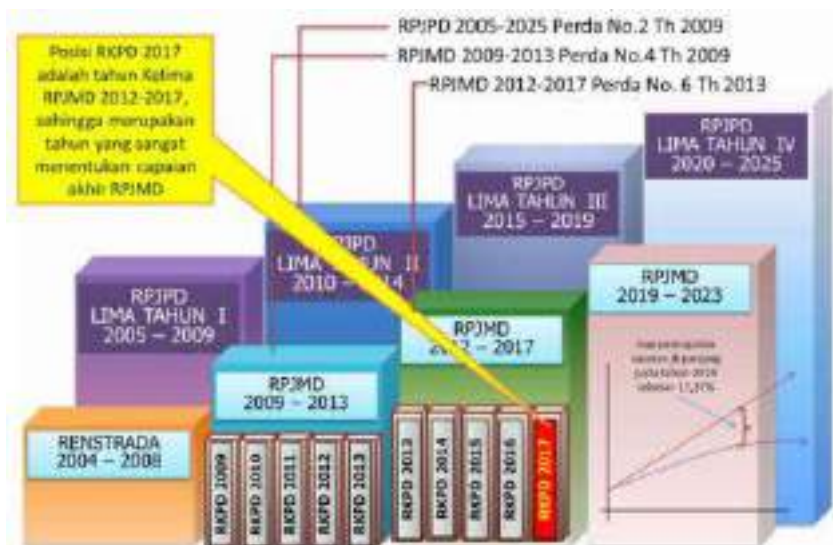 Posisi RKPD 2017
adalah tahun Kelima
RPJMD 2012-2017,
sehingga merupakan
tahun yang sangat
menentukan capaian
akhir RPJMD
RPJPD 2005-2025 Perda No.2 Th 2009
RPJMD 2009-2013 Perda No.4 Th 2009
RPJMD 2012-2017 Perda No. 6 Th 2013
RPJPD
LIMA TAHUN IV
2020 – 2025
RPJPD
LIMA TAHUN III
2015 – 2019
RPJPD
LIMA TAHUN II
2010 –
RPJPD
LIMA TAHUN I
2005 – 2009
RPJMD
2019 – 2023
RPJMD
– 2017
RPJMD
2009 – 2013
RENSTRADA
2004 – 2008
pada tahun
RKPD 2009
RKPD 2010
RKPD 2011
RKPD 2012
RKPD 2013
RKPD 2013
RKPD 2014
RKPD 2015
RKPD 2016
RKPD 2017